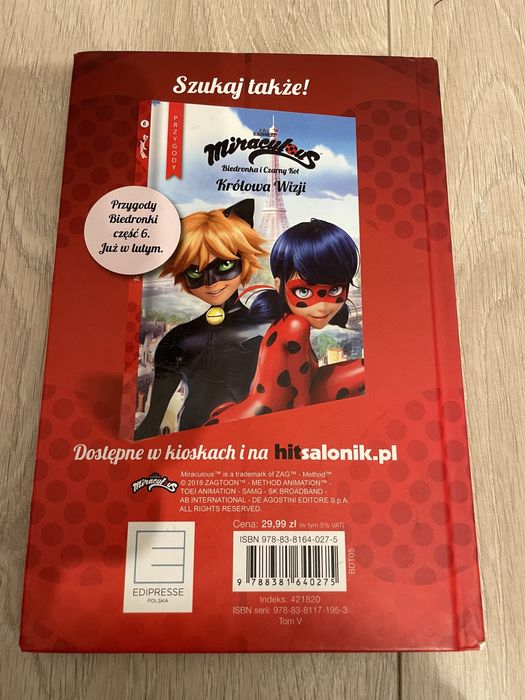 Szukaj także!
6
PRZYGODY
ZAG
Miraculous
Biedronka i Czarny Kot
Królowa Wizji
Przygody
Biedronki
część 6.
Już w lutym.
Dostępne w kioskach i na hitsalonik.pl
Miraculous
Miraculous™ is a trademark of ZAG™ - Method™.
© 2018 ZAGTOON™ - METHOD ANIMATION™ -
TOEI ANIMATION - SAMG - SK BROADBAND -
AB INTERNATIONAL - DE AGOSTINI EDITORE S.p.A.
ALL RIGHTS RESERVED.
Cena: 29,99 zł (w tym 5% VAT)
ISBN 978-83-8164-027-5
9 788381 640275
BDT05
E
EDIPRESSE
POLSKA
Indeks: 421820
ISBN serii: 978-83-8117-195-3
Tom V